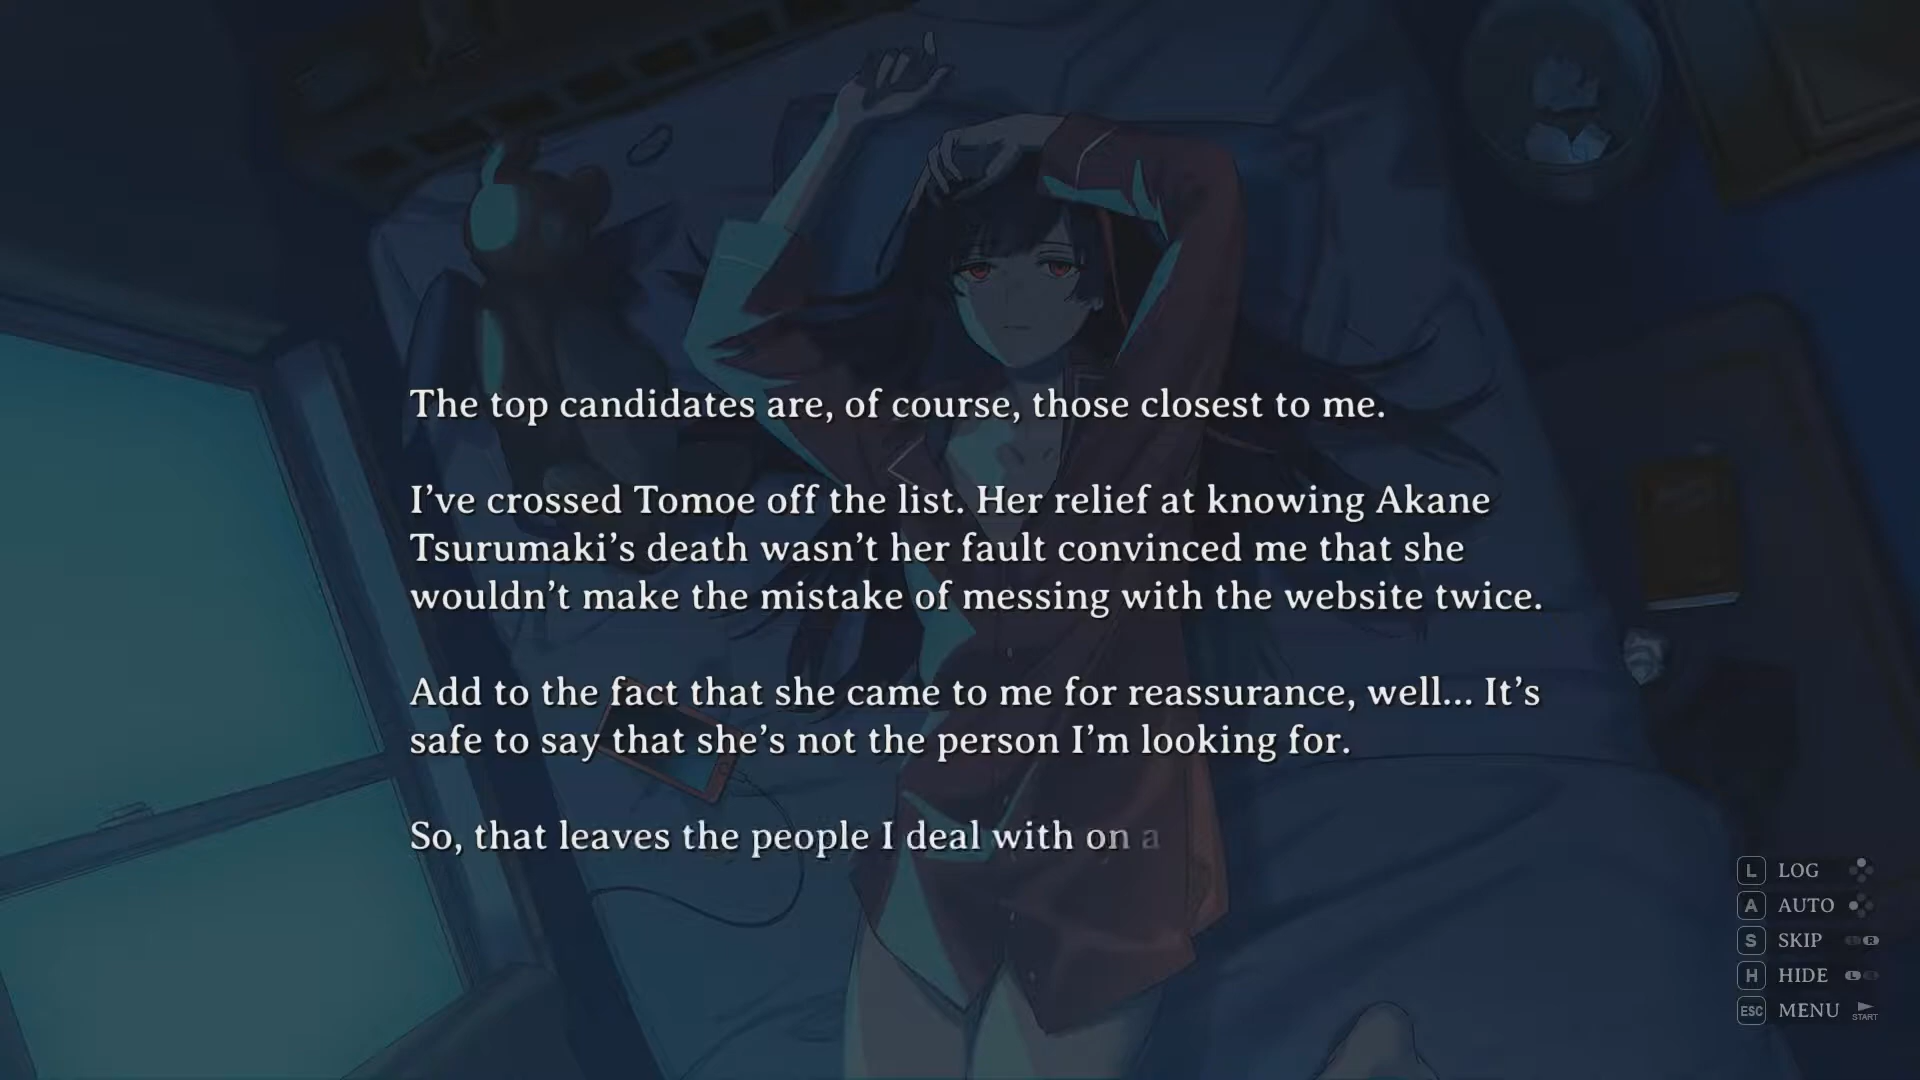 The top candidates are, of course, those closest to me.
I've crossed Tomoe off the list. Her relief at knowing Akane
Tsurumaki's death wasn't her fault convinced me that she
wouldn't make the mistake of messing with the website twice.
Add to the fact that she came to me for reassurance, well... It's
safe to say that she's not the person I'm looking for.
So, that leaves the people I deal with on a
L LOG
A AUTO
S SKIP R
H HIDE L
ESC MENU START